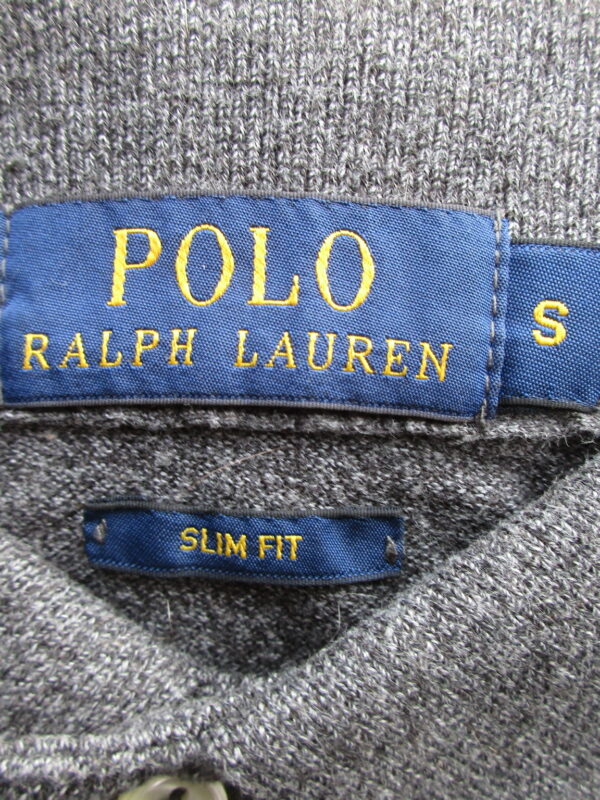 POLO
RALPH LAUREN
S
SLIM FIT